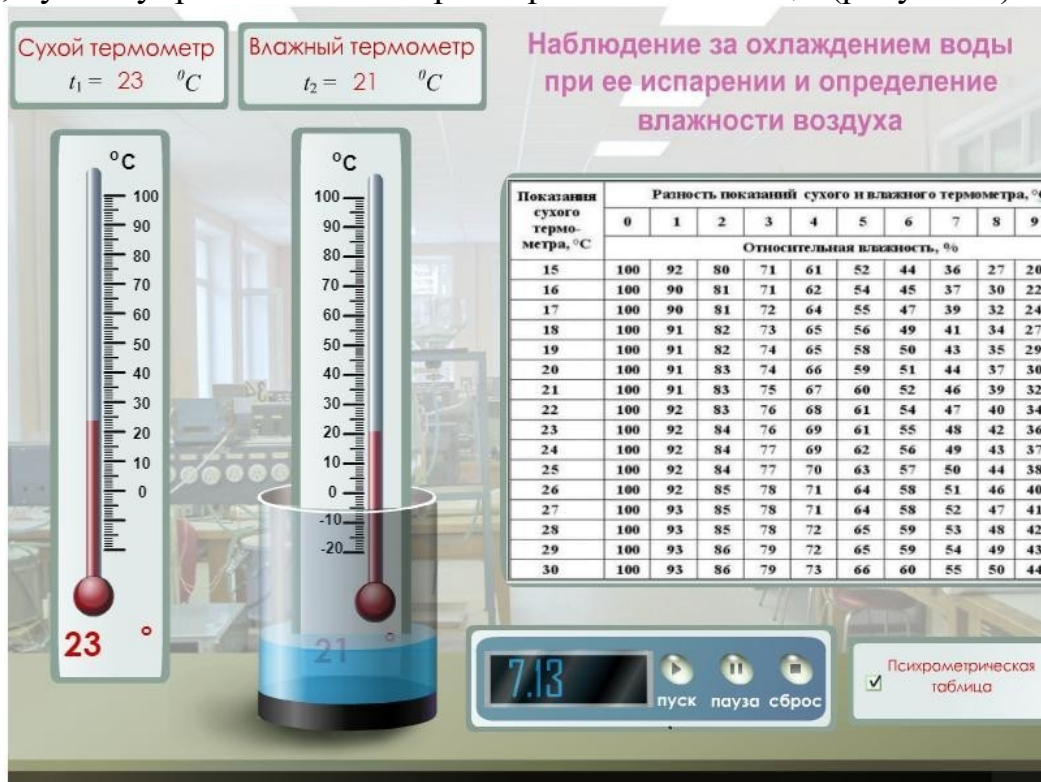 Сухой термометр
t₁ = 23 ⁰C
Влажный термометр
t₂ = 21 ⁰C
Наблюдение за охлаждением воды
при ее испарении и определение
влажности воздуха
°C
100
90
80
70
60
50
40
30
20
10
0
23 °
°C
100
90
80
70
60
50
40
30
20
10
0
-10
-20
21 °
Показания сухого термо-метра, °C
Разность показаний сухого и влажного термометра, °C
0 1 2 3 4 5 6 7 8 9
Относительная влажность, %
15 100 92 80 71 61 52 44 36 27 20
16 100 90 81 71 62 54 45 37 30 22
17 100 90 81 72 64 55 47 39 32 24
18 100 91 82 73 65 56 49 41 34 27
19 100 91 82 74 65 58 50 43 35 29
20 100 91 83 74 66 59 51 44 37 30
21 100 91 83 75 67 60 52 46 39 32
22 100 92 83 76 68 61 54 47 40 34
23 100 92 84 76 69 61 55 48 42 36
24 100 92 84 77 69 62 56 49 43 37
25 100 92 84 77 70 63 57 50 44 38
26 100 92 85 78 71 64 58 51 46 40
27 100 93 85 78 71 64 58 52 47 41
28 100 93 85 78 72 65 59 53 48 42
29 100 93 86 79 72 65 59 54 49 43
30 100 93 86 79 73 66 60 55 50 44
7.13
пуск пауза сброс
Психрометрическая
таблица